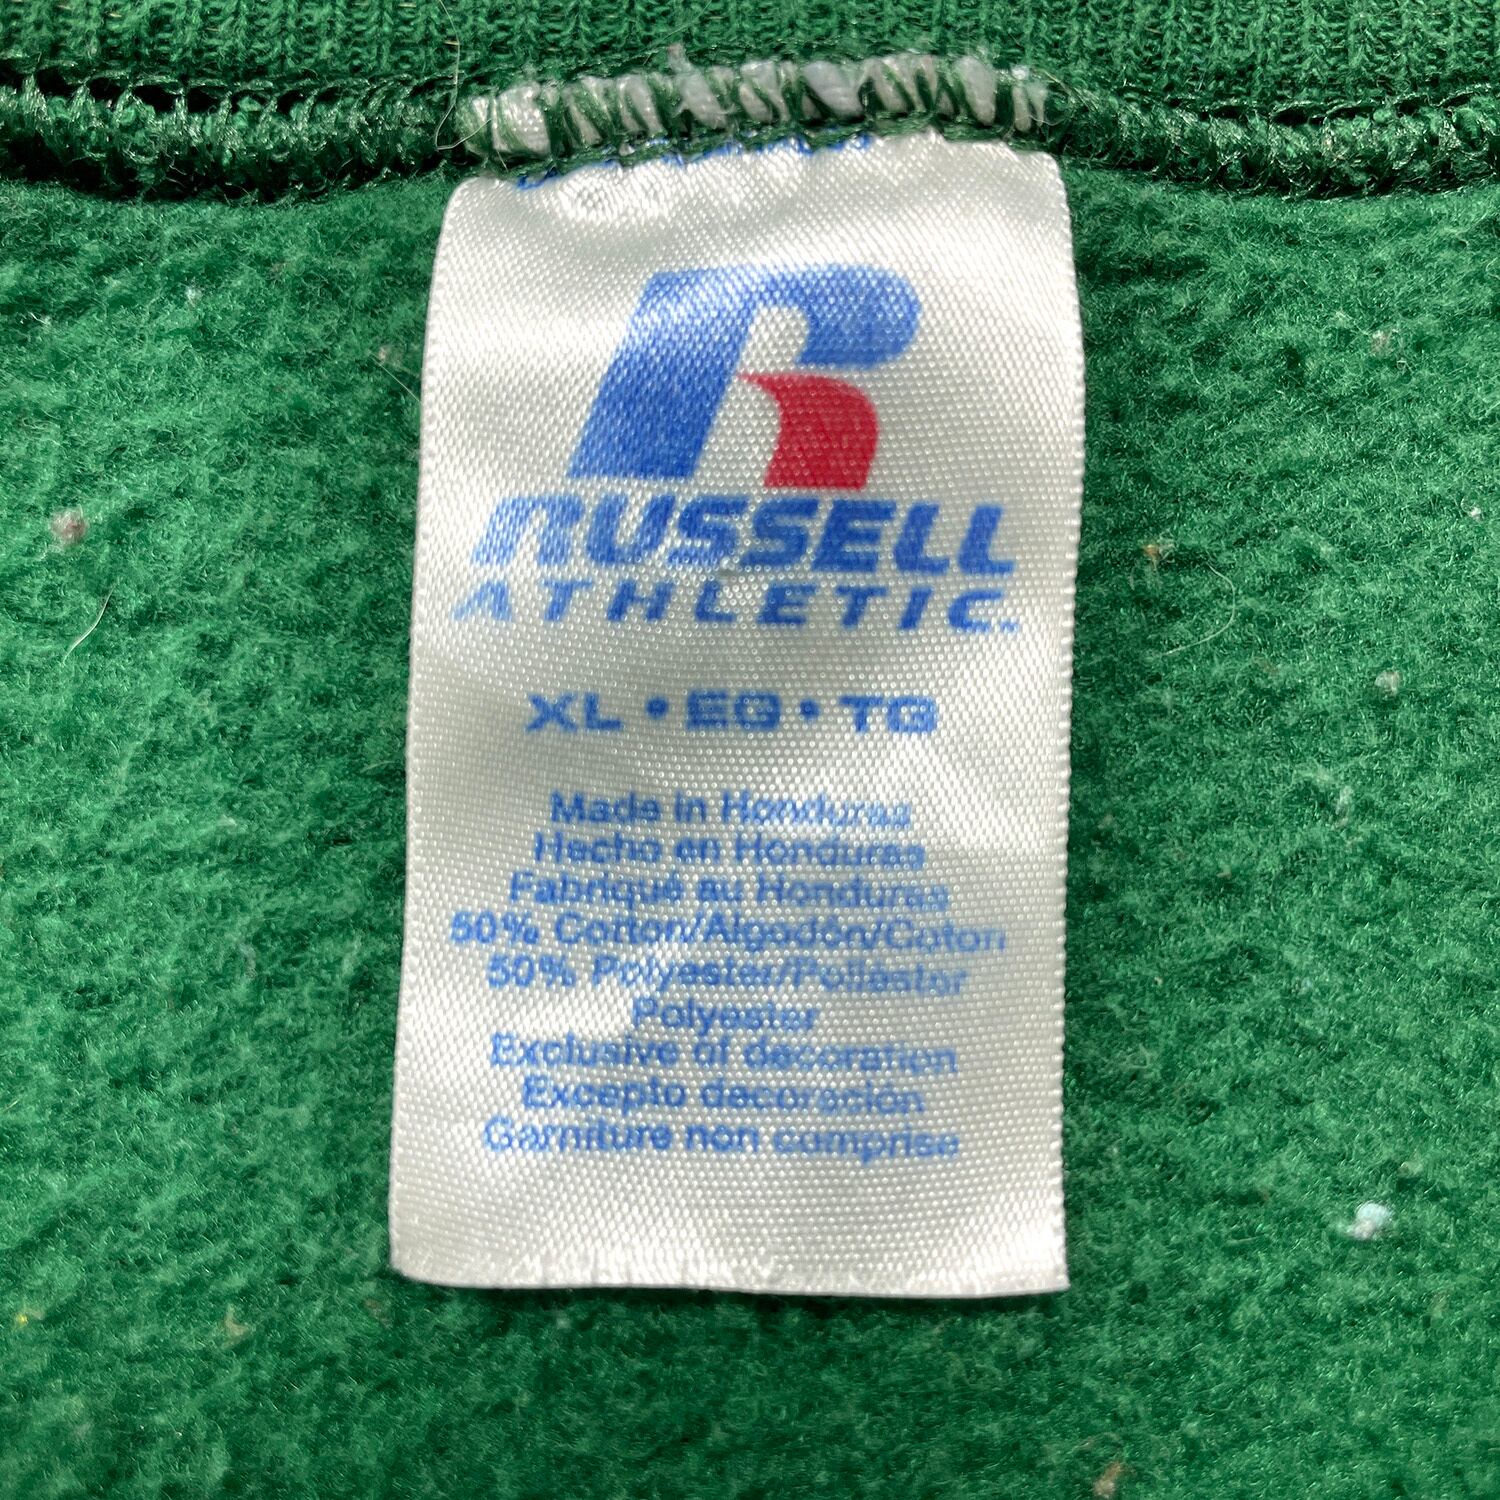 RUSSELL
ATHLETIC
XL • EG • TG
Made in Honduras
Hecho en Honduras
Fabriqué au Honduras
50% Cotton/Algodón/Coton
50% Polyester/Poliéster
Polyester
Exclusive of decoration
Excepto decoración
Garniture non comprise